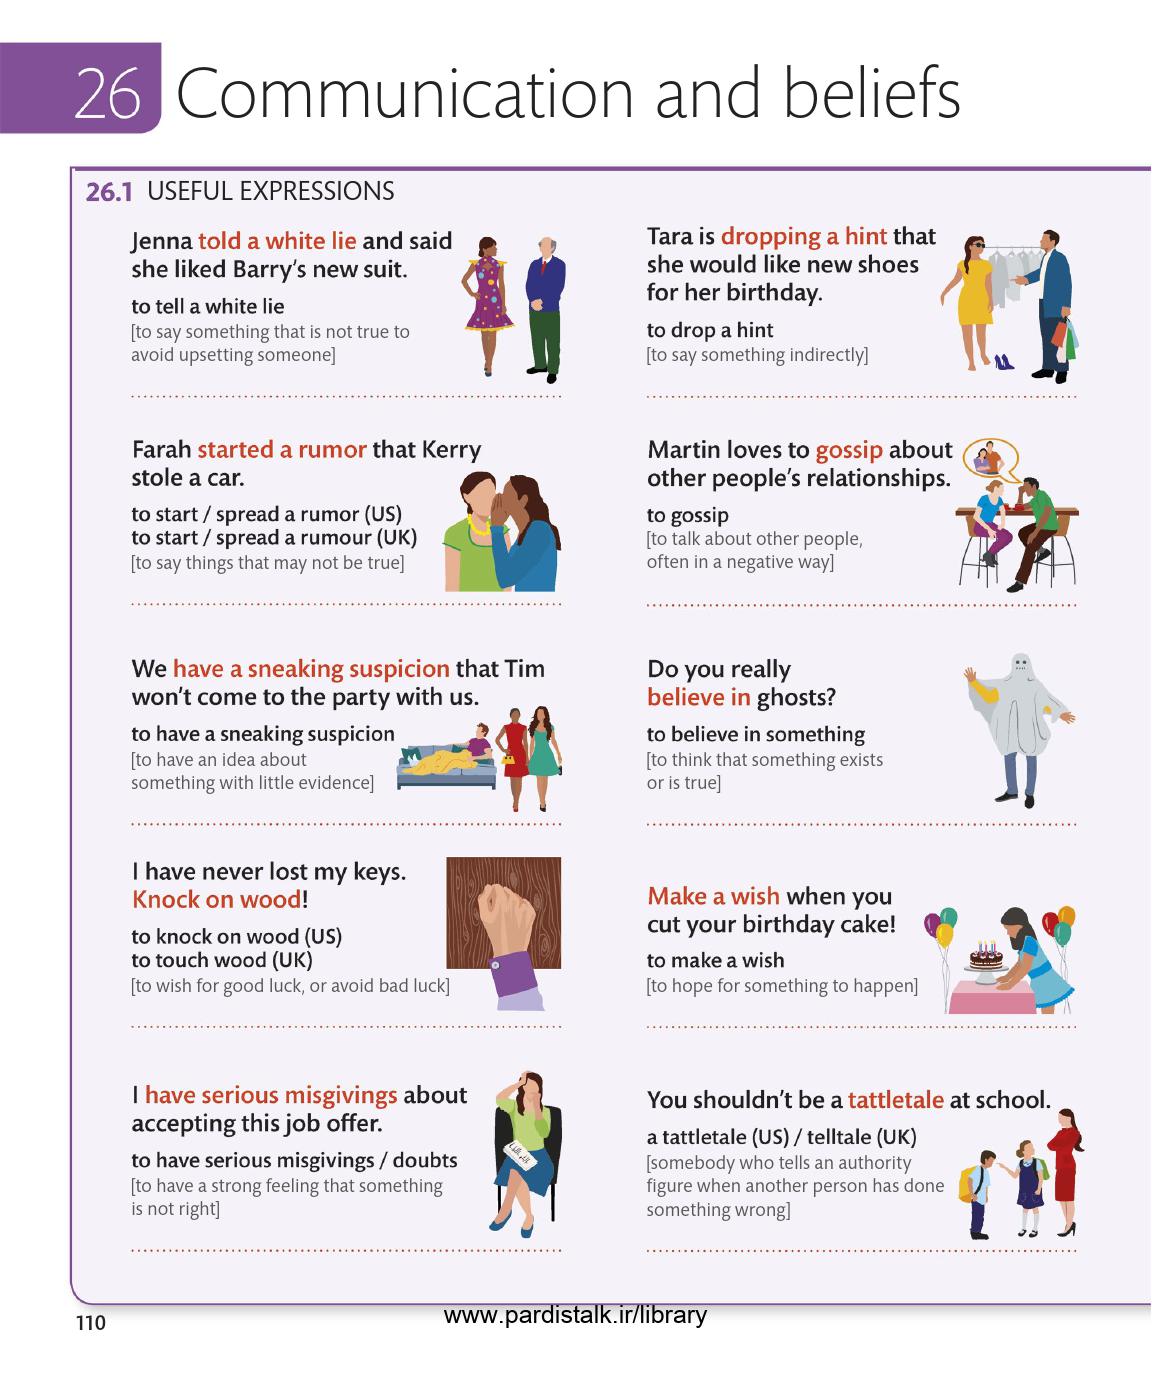 26 Communication and beliefs
26.1 USEFUL EXPRESSIONS
Jenna told a white lie and said
she liked Barry's new suit.
to tell a white lie
[to say something that is not true to
avoid upsetting someone]
Tara is dropping a hint that
she would like new shoes
for her birthday.
to drop a hint
[to say something indirectly]
Farah started a rumor that Kerry
stole a car.
to start / spread a rumor (US)
to start / spread a rumour (UK)
[to say things that may not be true]
Martin loves to gossip about
other people's relationships.
to gossip
[to talk about other people,
often in a negative way]
We have a sneaking suspicion that Tim
won't come to the party with us.
to have a sneaking suspicion
[to have an idea about
something with little evidence]
Do you really
believe in ghosts?
to believe in something
[to think that something exists
or is true]
I have never lost my keys.
Knock on wood!
to knock on wood (US)
to touch wood (UK)
[to wish for good luck, or avoid bad luck]
Make a wish when you
cut your birthday cake!
to make a wish
[to hope for something to happen]
I have serious misgivings about
accepting this job offer.
to have serious misgivings / doubts
[to have a strong feeling that something
is not right]
You shouldn't be a tattletale at school.
a tattletale (US) / telltale (UK)
[somebody who tells an authority
figure when another person has done
something wrong]
110
www.pardistalk.ir/library